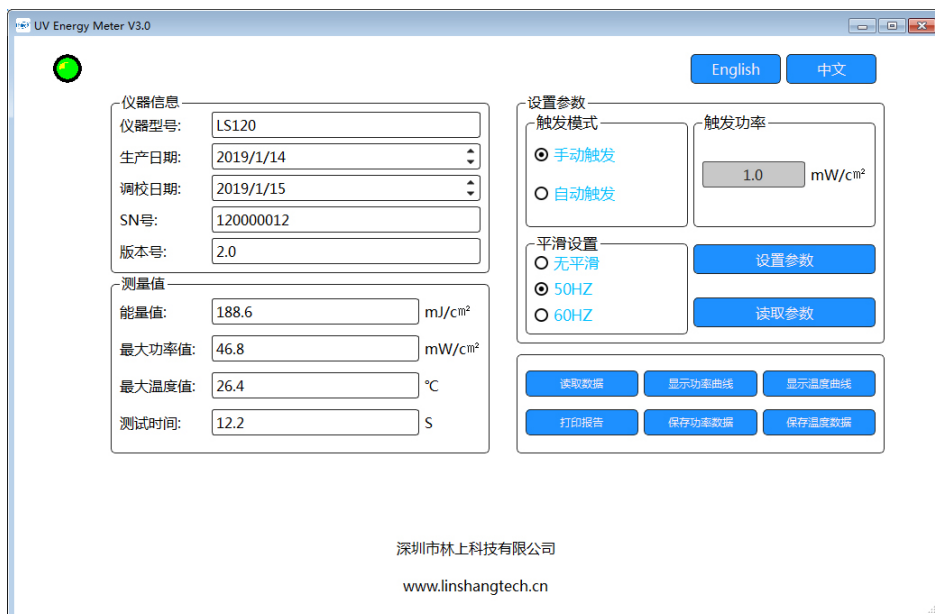 UV Energy Meter V3.0
English 中文
仪器信息
仪器型号: LS120
生产日期: 2019/1/14
调校日期: 2019/1/15
SN号: 120000012
版本号: 2.0
测量值
能量值: 188.6 mJ/cm²
最大功率值: 46.8 mW/cm²
最大温度值: 26.4 ℃
测试时间: 12.2 S
设置参数
触发模式
手动触发
自动触发
触发功率
1.0 mW/cm²
平滑设置
无平滑
50HZ
60HZ
设置参数
读取参数
读取数据 显示功率曲线 显示温度曲线
打印报告 保存功率数据 保存温度数据
深圳市林上科技有限公司
www.linshangtech.cn